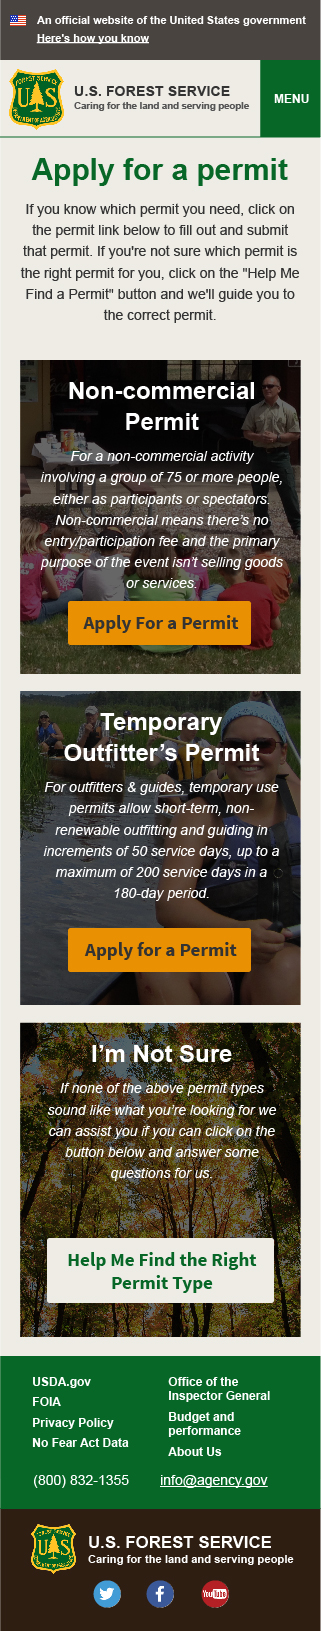 An official website of the United States government
Here's how you know
FOREST SERVICE
U.S. FOREST SERVICE
Caring for the land and serving people
MENU
UAS
DEPARTMENT OF AGRICULTURE
Apply for a permit
If you know which permit you need, click on
the permit link below to fill out and submit
that permit. If you're not sure which permit is
the right permit for you, click on the "Help Me
Find a Permit" button and we'll guide you to
the correct permit.
Non-commercial
Permit
For a non-commercial activity
involving a group of 75 or more people,
either as participants or spectators.
Non-commercial means there's no
entry/participation fee and the primary
purpose of the event isn't selling goods
or services.
Apply For a Permit
Temporary
Outfitter's Permit
For outfitters & guides, temporary use
permits allow short-term, non-
renewable outfitting and guiding in
increments of 50 service days, up to a
maximum of 200 service days in a
180-day period.
Apply for a Permit
I'm Not Sure
If none of the above permit types
sound like what you're looking for we
can assist you if you can click on the
button below and answer some
questions for us.
Help Me Find the Right
Permit Type
USDA.gov
FOIA
Privacy Policy
No Fear Act Data
Office of the
Inspector General
Budget and
performance
About Us
(800) 832-1355
info@agency.gov
FOREST SERVICE
UAS
DEPARTMENT OF AGRICULTURE
U.S. FOREST SERVICE
Caring for the land and serving people
YouTube